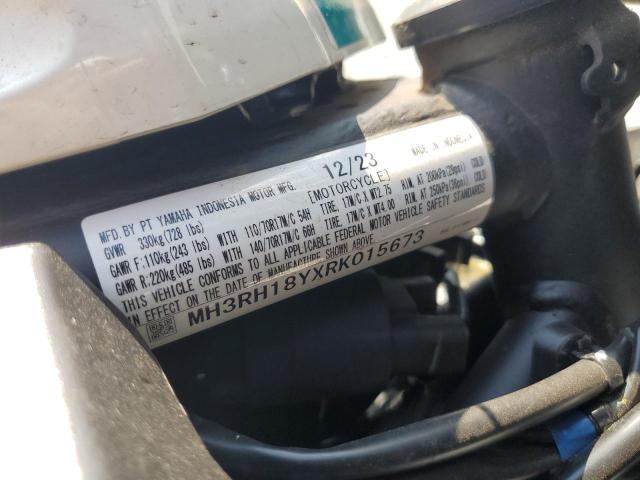 MFD. BY PT YAMAHA INDONESIA MOTOR MFG. 12/23 MADE IN INDONESIA
GVWR 330kg(728 lbs) [MOTORCYCLE]
GAWR F:110kg(243 lbs) WITH 110/70R17M/C 54H TIRE, 17M/C X MT2.75 RIM, AT 200kPa(29psi) COLD
GAWR R:220kg(485 lbs) WITH 140/70R17M/C 66H TIRE, 17M/C X MT4.00 RIM, AT 250kPa(36psi) COLD
THIS VEHICLE CONFORMS TO ALL APPLICABLE FEDERAL MOTOR VEHICLE SAFETY STANDARDS
IN EFFECT ON THE DATE OF MANUFACTURE SHOWN ABOVE.
MH3RH18YXRK015673